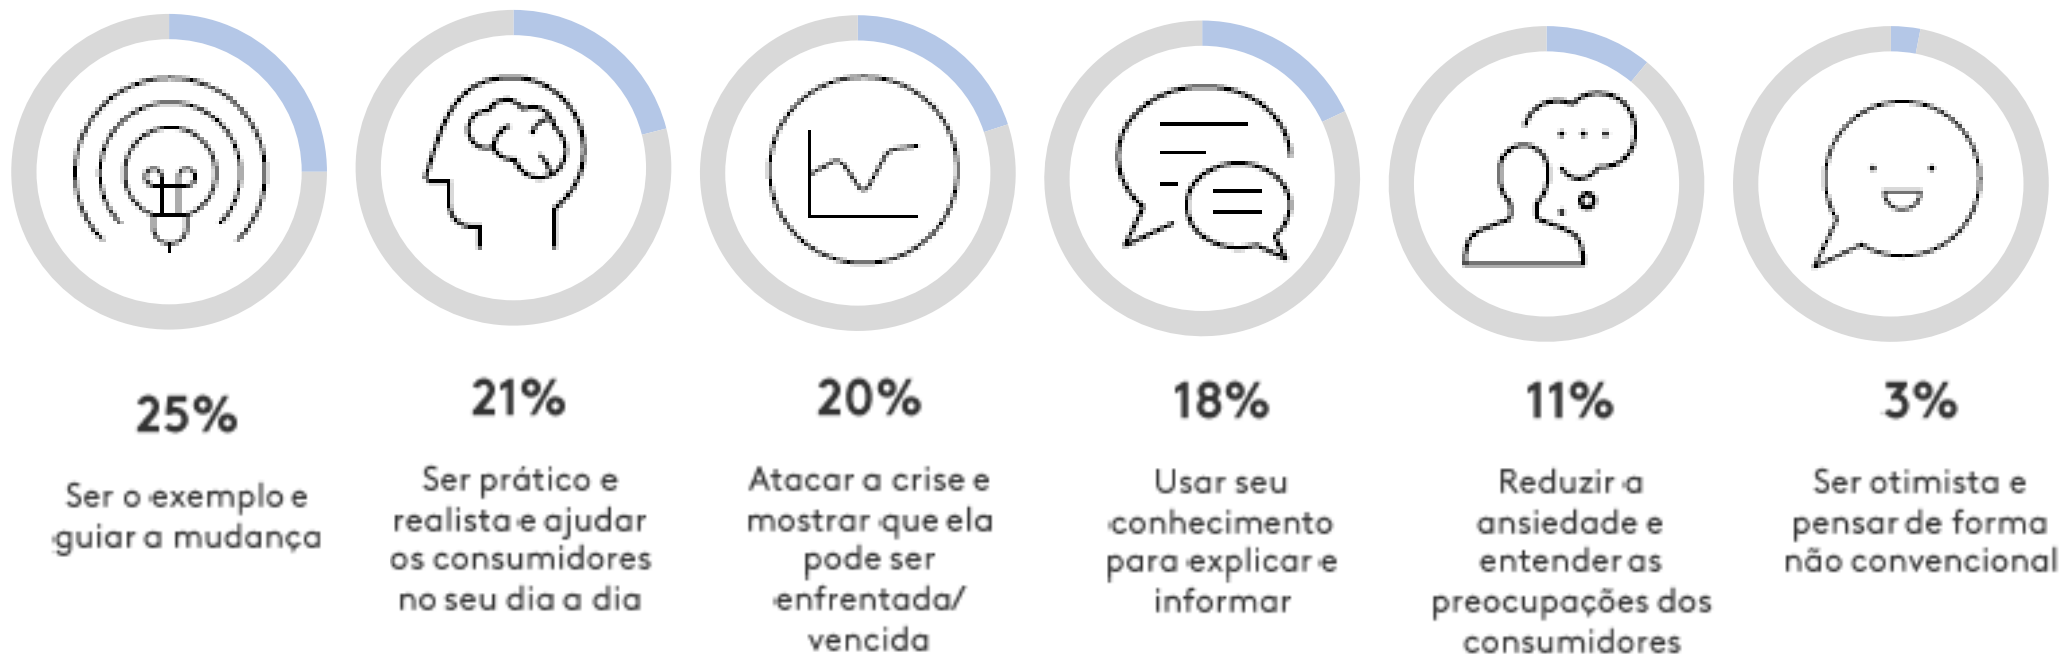 25%
Ser o exemplo e
guiar a mudança
21%
Ser prático e
realista e ajudar
os consumidores
no seu dia a dia
20%
Atacar a crise e
mostrar que ela
pode ser
enfrentada/
vencida
18%
Usar seu
conhecimento
para explicar e
informar
11%
Reduzir a
ansiedade e
entender as
preocupações dos
consumidores
3%
Ser otimista e
pensar de forma
não convencional